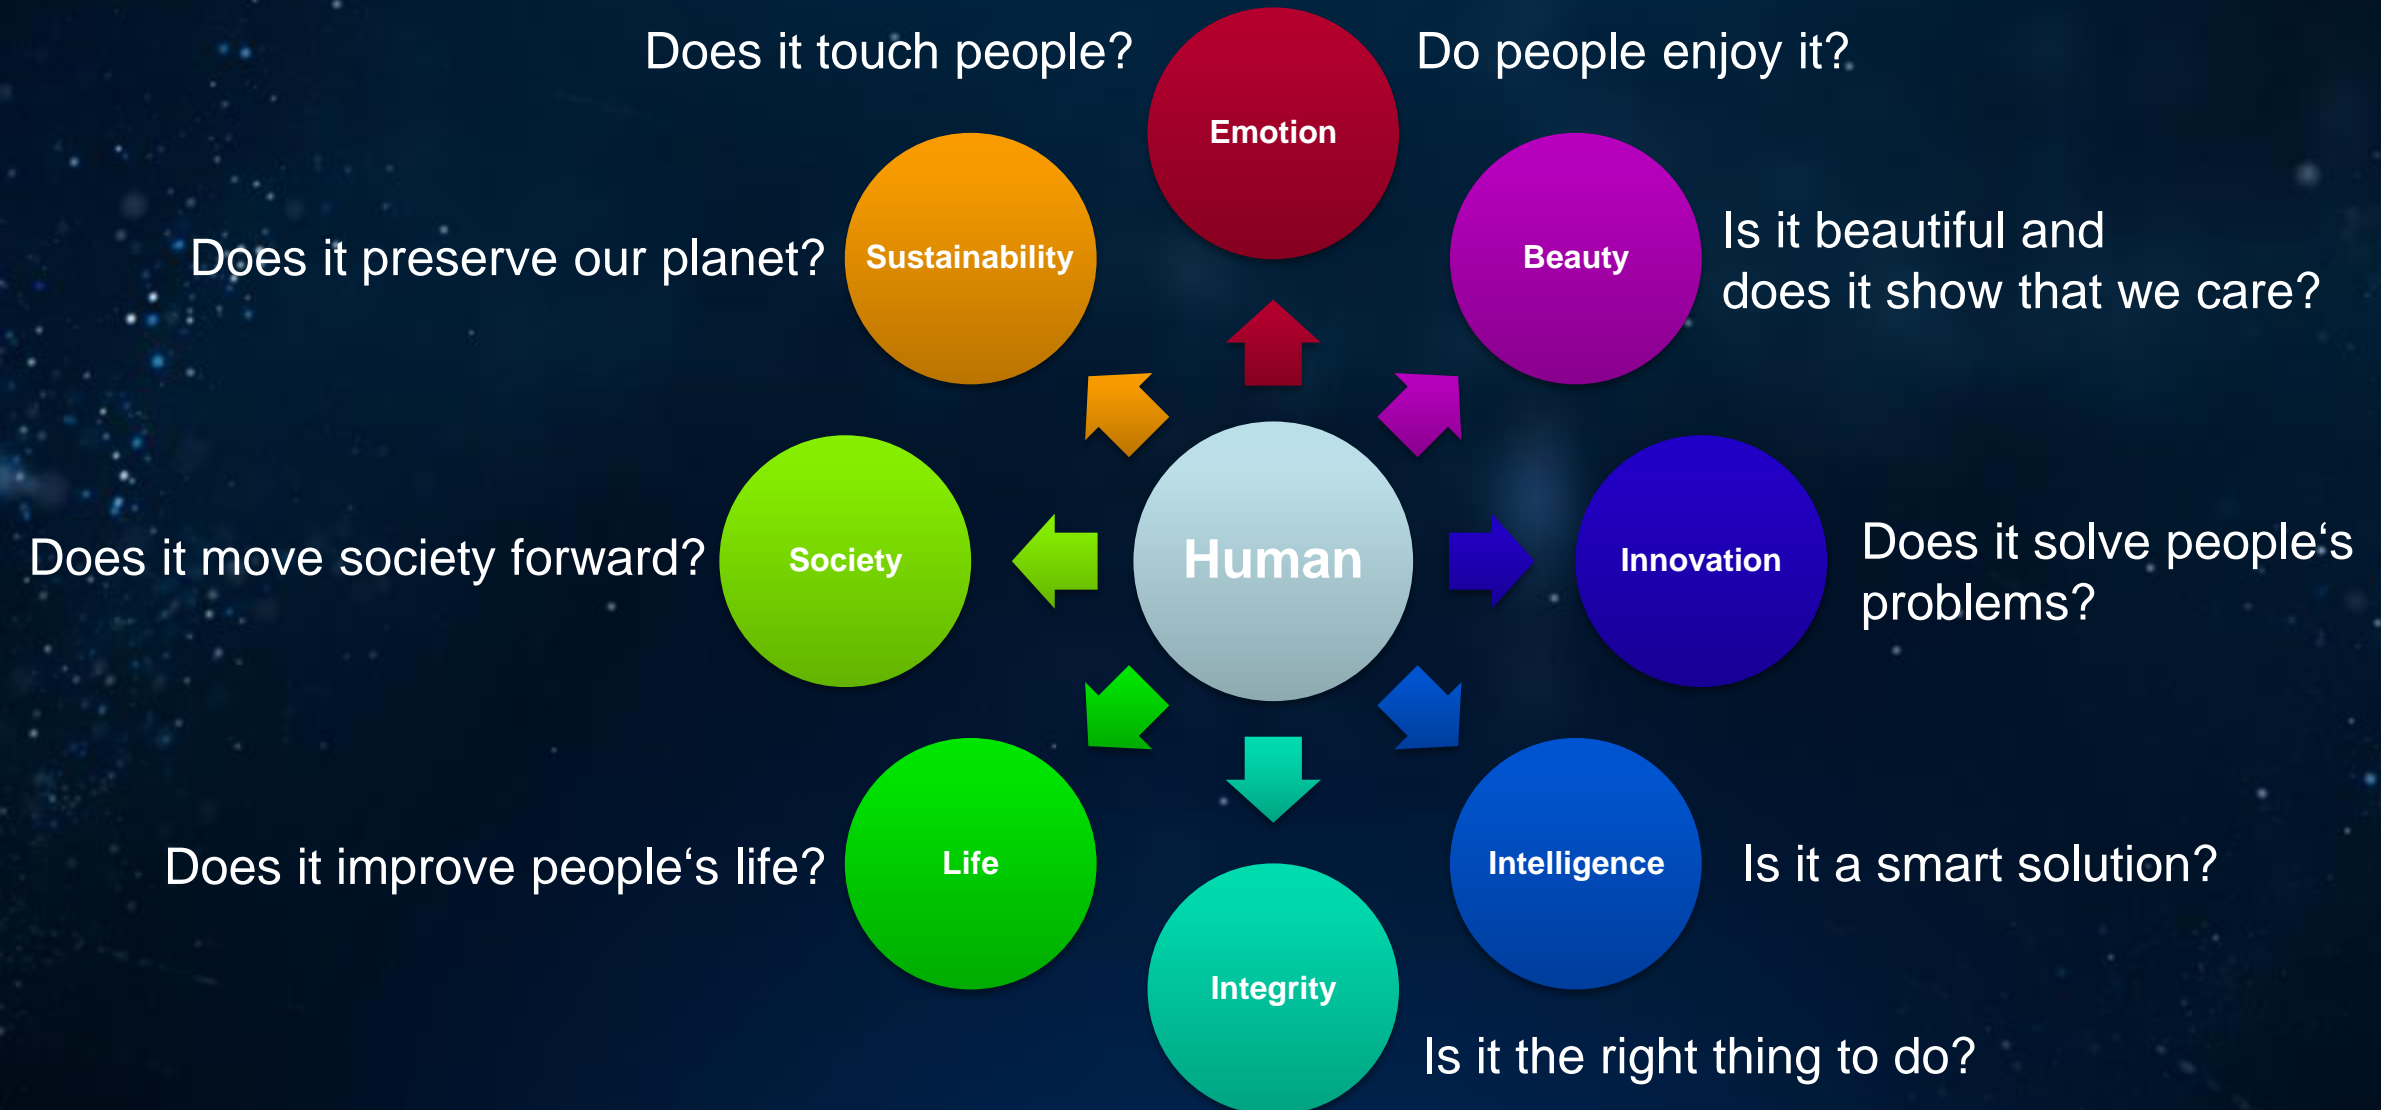 Does it touch people?
Do people enjoy it?
Emotion
Sustainability
Beauty
Does it preserve our planet?
Is it beautiful and
does it show that we care?
Does it move society forward?
Society
Human
Innovation
Does it solve people‘s
problems?
Does it improve people‘s life?
Life
Intelligence
Is it a smart solution?
Integrity
Is it the right thing to do?